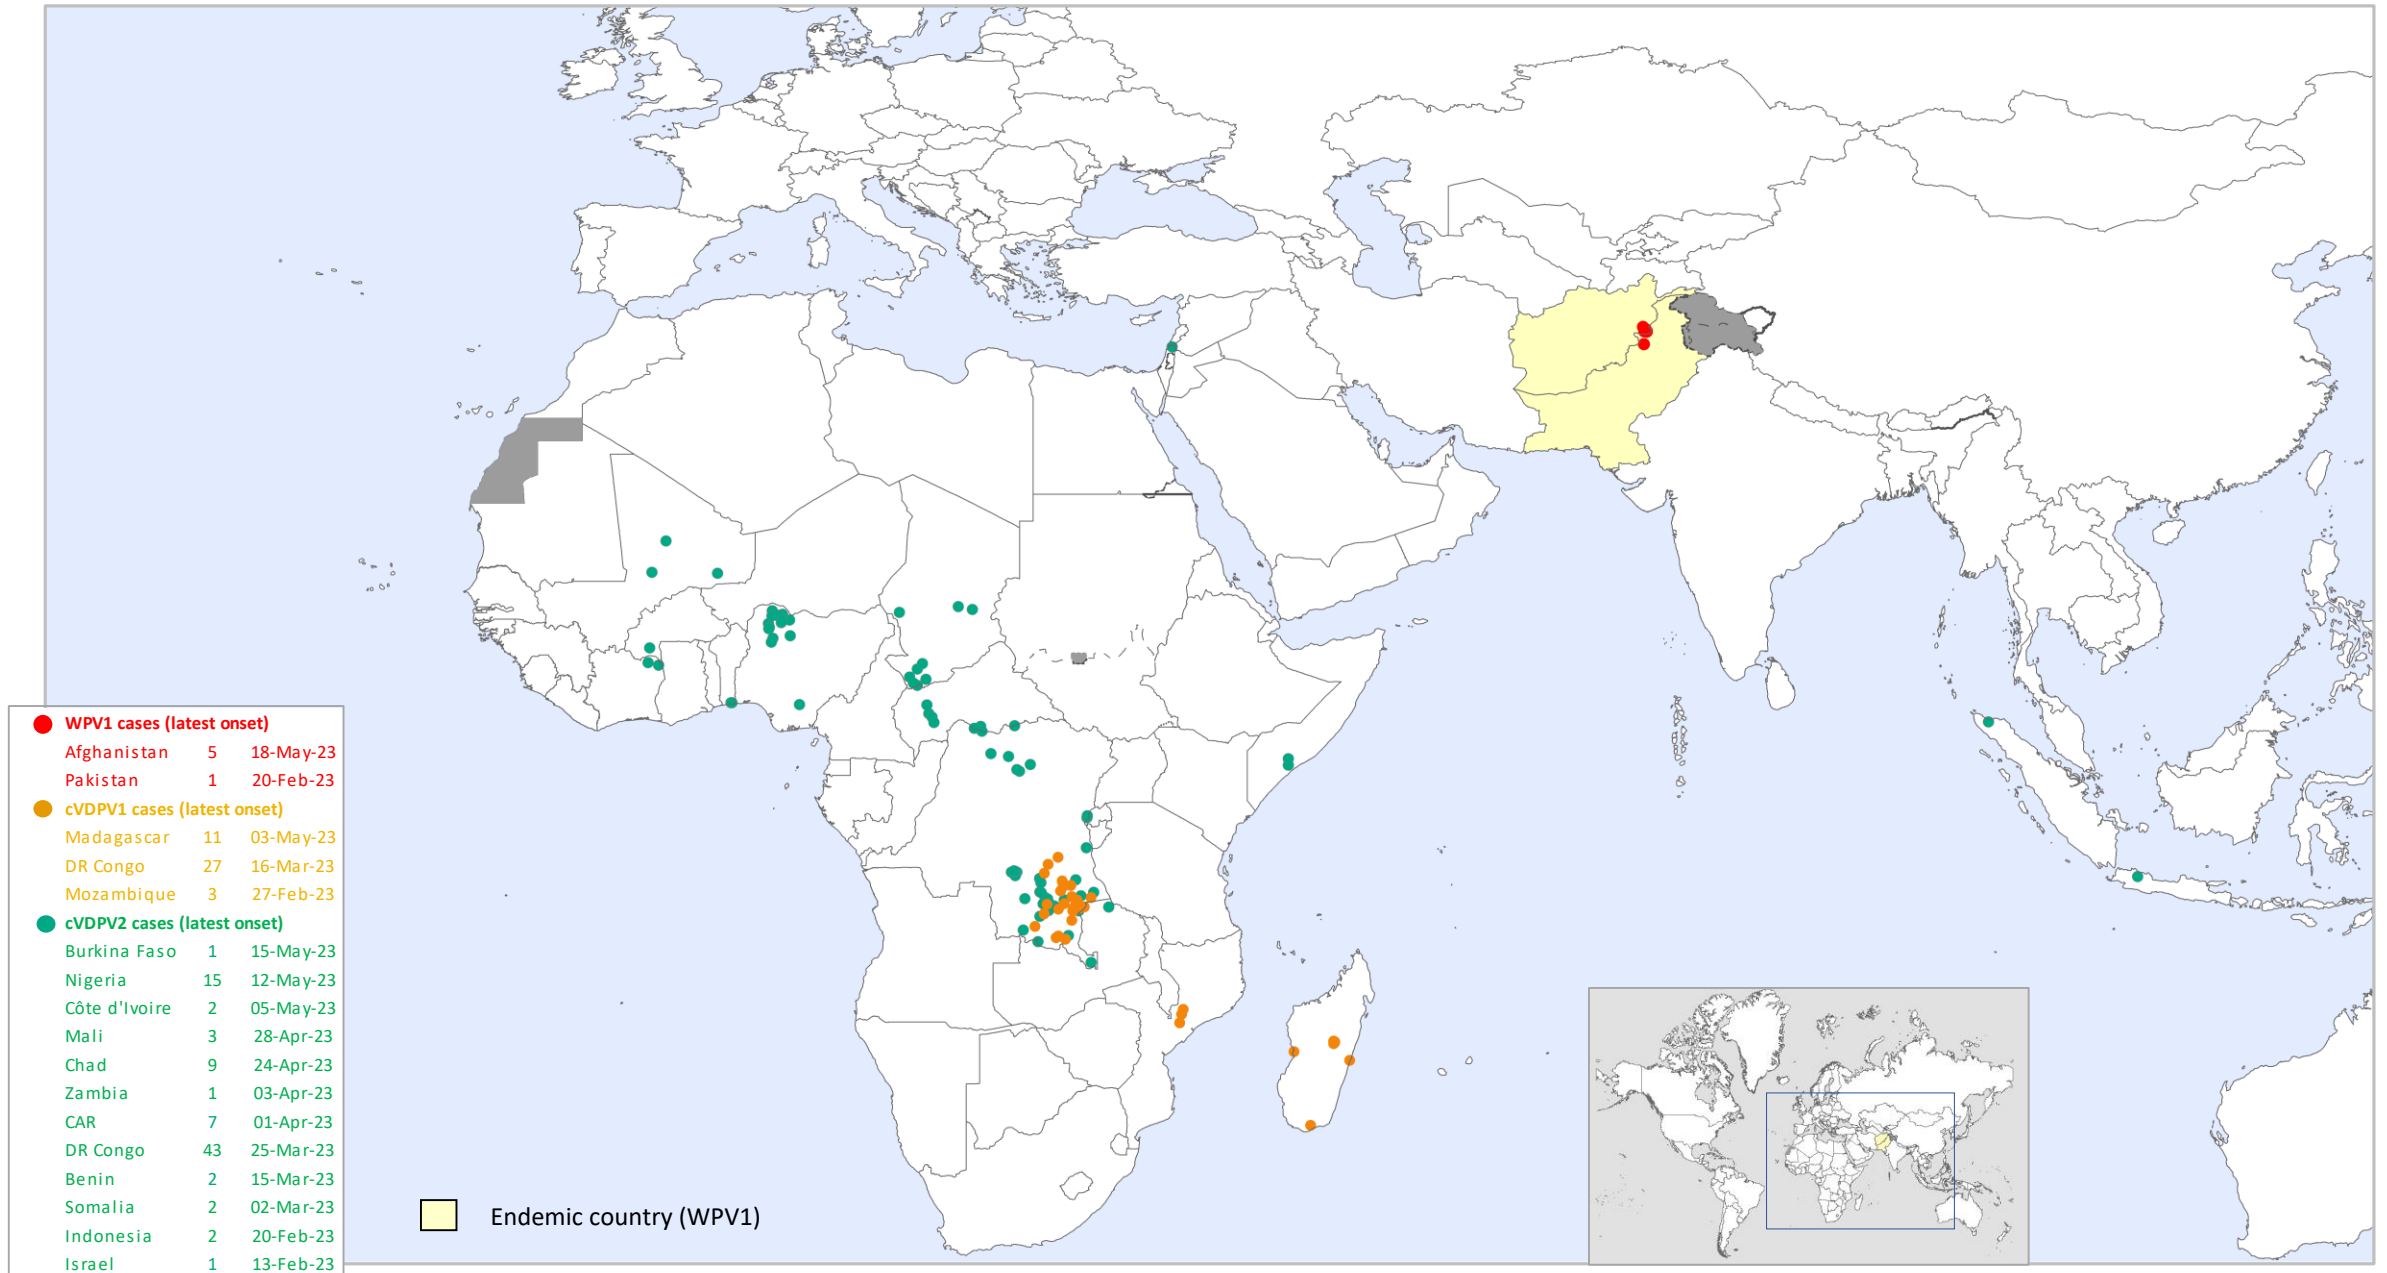 WPV1 cases (latest onset)
Afghanistan 5 18-May-23
Pakistan 1 20-Feb-23
cVDPV1 cases (latest onset)
Madagascar 11 03-May-23
DR Congo 27 16-Mar-23
Mozambique 3 27-Feb-23
cVDPV2 cases (latest onset)
Burkina Faso 1 15-May-23
Nigeria 15 12-May-23
Côte d'Ivoire 2 05-May-23
Mali 3 28-Apr-23
Chad 9 24-Apr-23
Zambia 1 03-Apr-23
CAR 7 01-Apr-23
DR Congo 43 25-Mar-23
Benin 2 15-Mar-23
Somalia 2 02-Mar-23
Indonesia 2 20-Feb-23
Israel 1 13-Feb-23
Endemic country (WPV1)